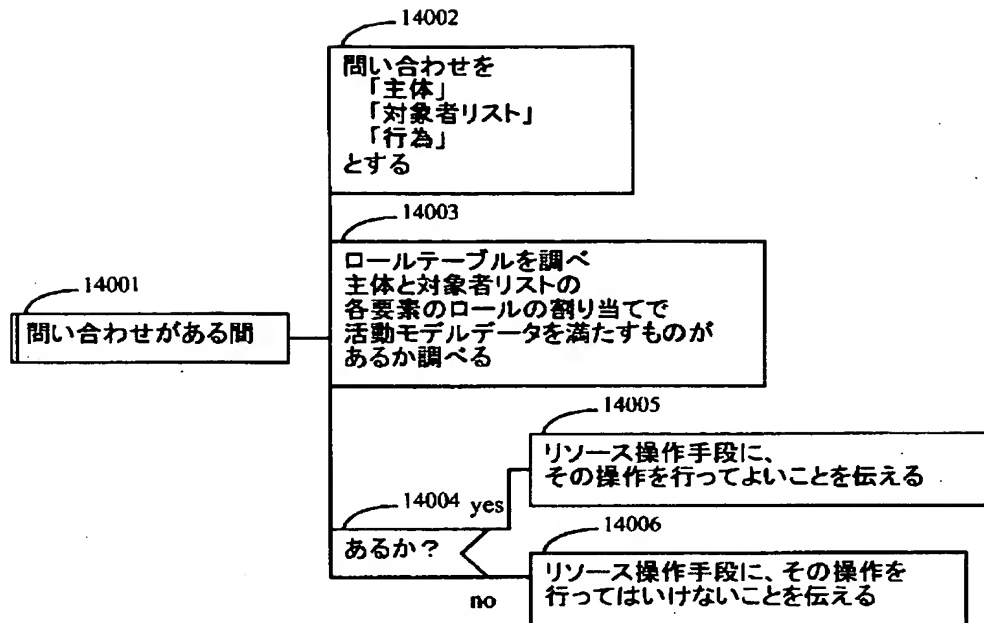 14002
問い合わせを
「主体」
「対象者リスト」
「行為」
とする
14003
ロールテーブルを調べ
主体と対象者リストの
各要素のロールの割り当てで
活動モデルデータを満たすものが
あるか調べる
14001
問い合わせがある間
14005
リソース操作手段に、
その操作を行ってよいことを伝える
14004
yes
あるか？
14006
リソース操作手段に、その操作を
行ってはいけないことを伝える
no